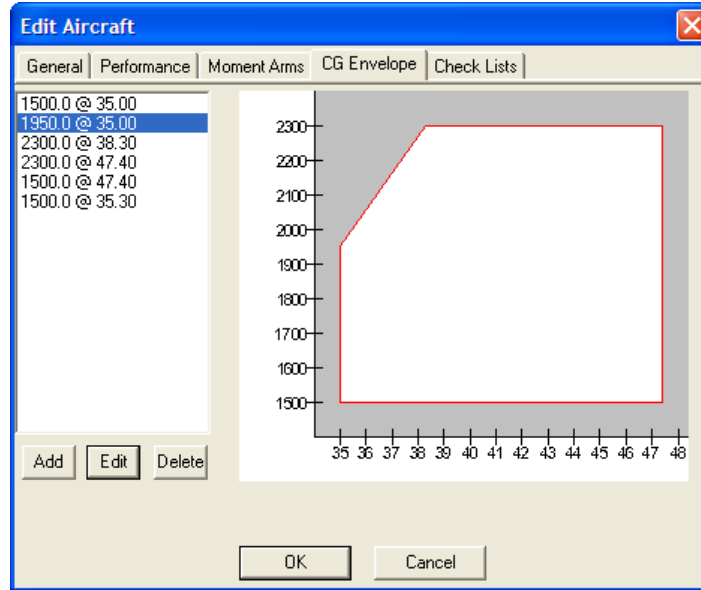 Edit Aircraft
General Performance Moment Arms CG Envelope Check Lists
1500.0 @ 35.00
1950.0 @ 35.00
2300.0 @ 38.30
2300.0 @ 47.40
1500.0 @ 47.40
1500.0 @ 35.30
2300
2200
2100
2000
1900
1800
1700
1600
1500
35 36 37 38 39 40 41 42 43 44 45 46 47 48
Add Edit Delete
OK Cancel